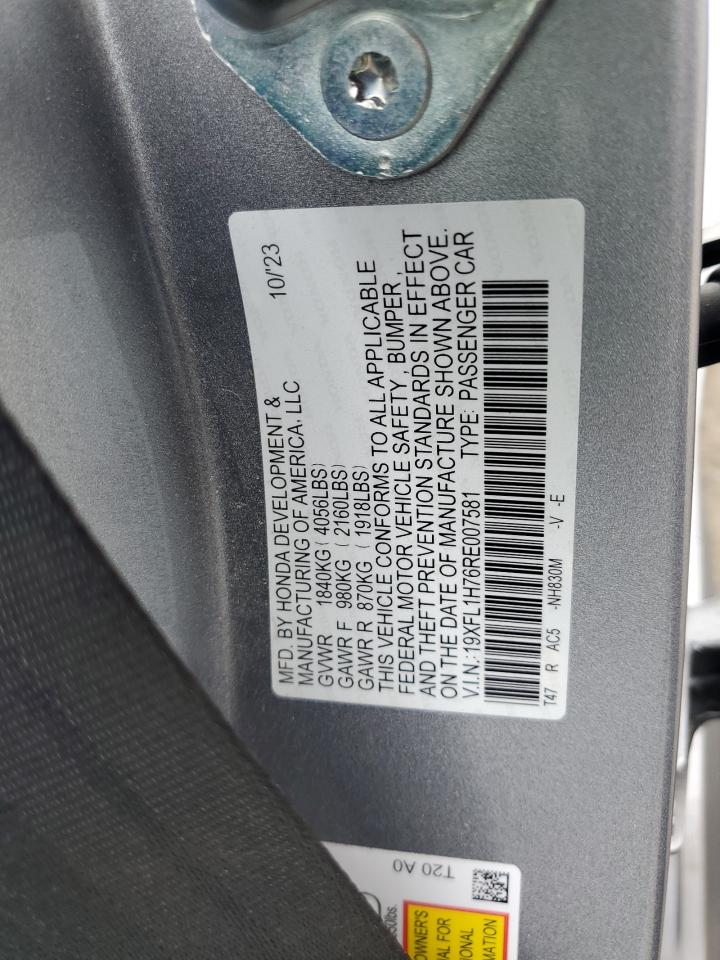 MFD. BY HONDA DEVELOPMENT & 10/'23
MANUFACTURING OF AMERICA, LLC
GVWR 1840KG ( 4056LBS)
GAWR F 980KG ( 2160LBS)
GAWR R 870KG ( 1918LBS)
THIS VEHICLE CONFORMS TO ALL APPLICABLE
FEDERAL MOTOR VEHICLE SAFETY, BUMPER,
AND THEFT PREVENTION STANDARDS IN EFFECT
ON THE DATE OF MANUFACTURE SHOWN ABOVE.
V.I.N.:19XFL1H76RE007581 TYPE: PASSENGER CAR
T47 R AC5 -NH830M -V -E
T20 A0
OWNER'S
FOR